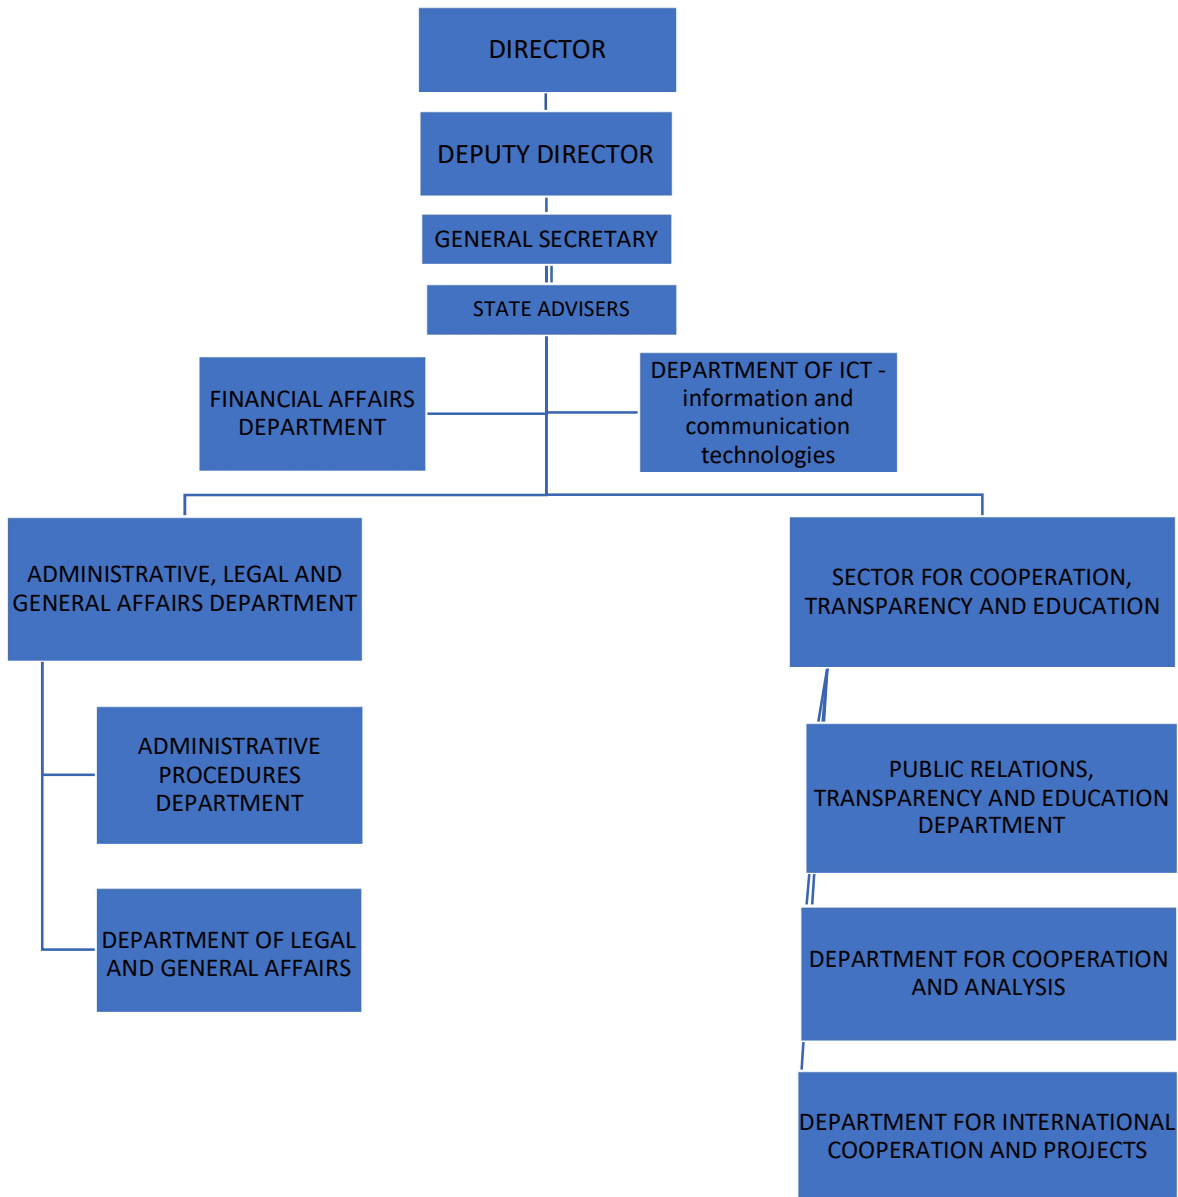 DIRECTOR
DEPUTY DIRECTOR
GENERAL SECRETARY
STATE ADVISERS
FINANCIAL AFFAIRS
DEPARTMENT
DEPARTMENT OF ICT -
information and
communication
technologies
ADMINISTRATIVE, LEGAL AND
GENERAL AFFAIRS DEPARTMENT
SECTOR FOR COOPERATION,
TRANSPARENCY AND EDUCATION
ADMINISTRATIVE
PROCEDURES
DEPARTMENT
DEPARTMENT OF LEGAL
AND GENERAL AFFAIRS
PUBLIC RELATIONS,
TRANSPARENCY AND EDUCATION
DEPARTMENT
DEPARTMENT FOR COOPERATION
AND ANALYSIS
DEPARTMENT FOR INTERNATIONAL
COOPERATION AND PROJECTS